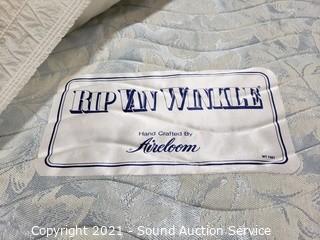 RIP VAN WINKLE
Hand Crafted By
Aireloom
Copyright 2021 - Sound Auction Service